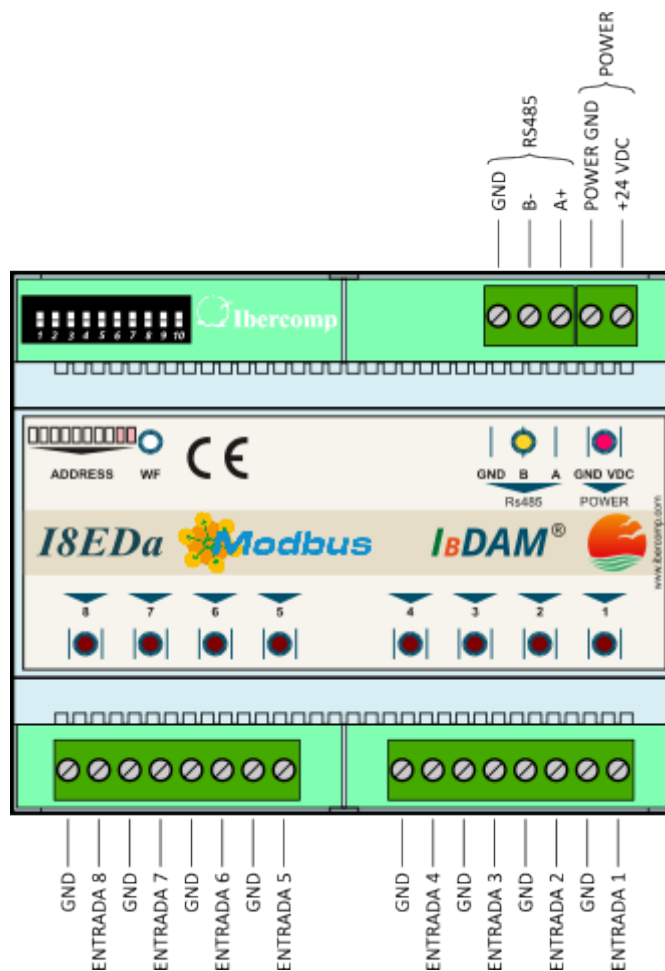 POWER
RS485
GND
B-
A+
POWER GND
+24 VDC
1 2 3 4 5 6 7 8 9 10
Ibercomp
ADDRESS WF CE GND B A GND VDC
Rs485 POWER
I8EDa Modbus IBDAM®
www.ibercomp.com
8 7 6 5 4 3 2 1
GND
ENTRADA 8
GND
ENTRADA 7
GND
ENTRADA 6
GND
ENTRADA 5
GND
ENTRADA 4
GND
ENTRADA 3
GND
ENTRADA 2
GND
ENTRADA 1